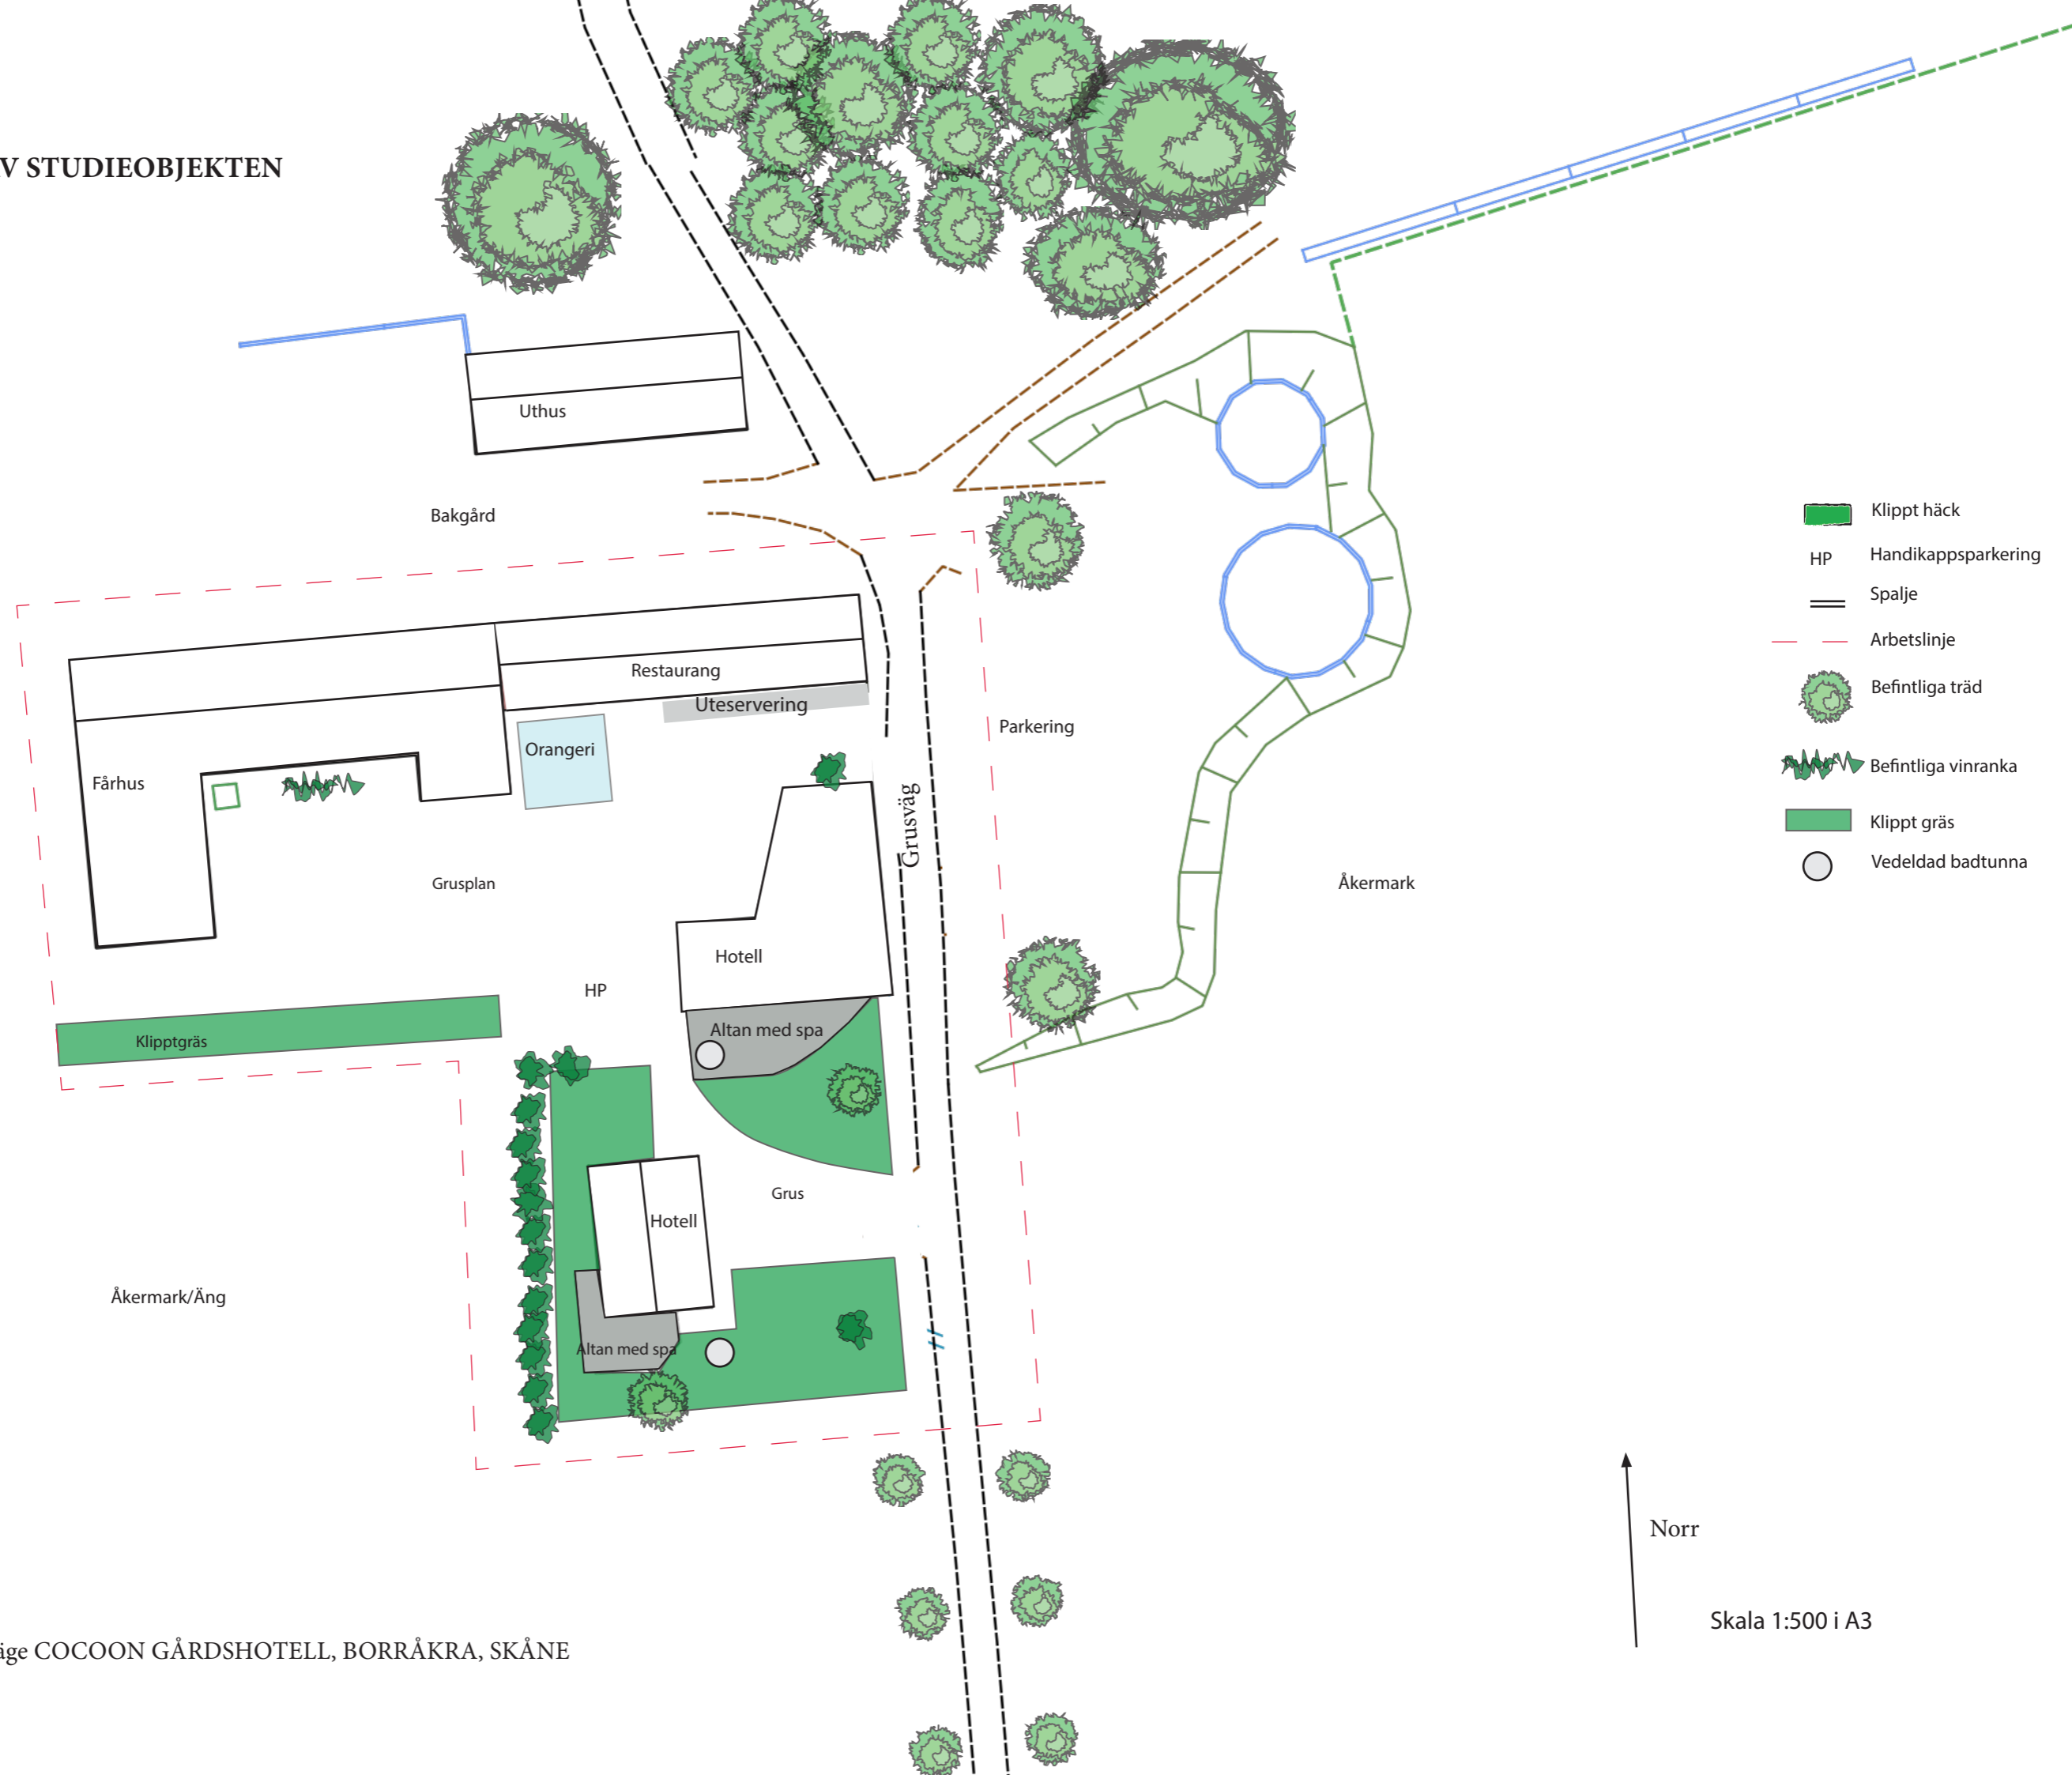 V STUDIEOBJEKTEN
Uthus
Bakgård
Restaurang
Uteservering
Orangeri
Fårhus
Parkering
Grusväg
Grusplan
Åkermark
Hotell
HP
Altan med spa
Klipptgräs
Grus
Hotell
Åkermark/Äng
Altan med spa
Klippt häck
HP Handikappsparkering
Spalje
Arbetslinje
Befintliga träd
Befintliga vinranka
Klippt gräs
Vedeldad badtunna
Norr
Skala 1:500 i A3
äge COCOON GÅRDSHOTELL, BORRÅKRA, SKÅNE